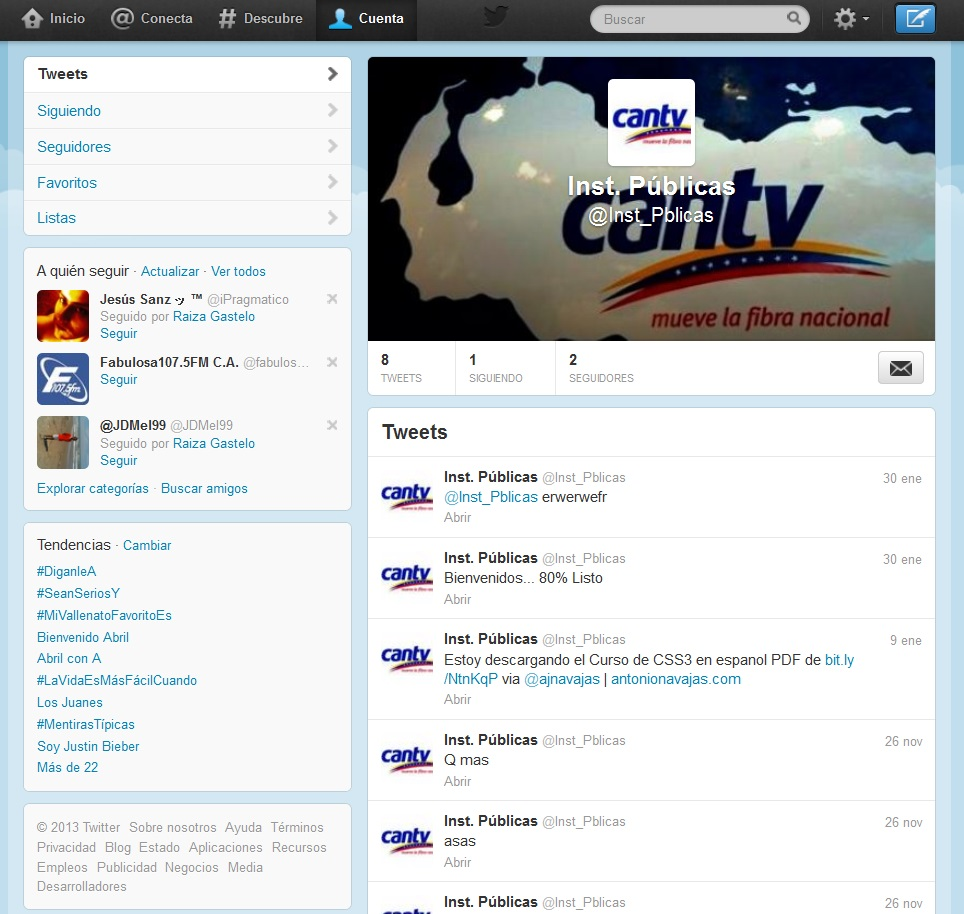 Inicio
Conecta
Descubre
Cuenta
Buscar
Tweets
Siguiendo
Seguidores
Favoritos
Listas
A quién seguir · Actualizar · Ver todos
Jesús Sanz ッ ™ @iPragmatico
Seguido por Raiza Gastelo
Seguir
Fabulosa107.5FM C.A. @fabulos...
Seguir
@JDMel99 @JDMel99
Seguido por Raiza Gastelo
Seguir
Explorar categorías · Buscar amigos
Tendencias · Cambiar
#DiganleA
#SeanSeriosY
#MiVallenatoFavoritoEs
Bienvenido Abril
Abril con A
#LaVidaEsMásFácilCuando
Los Juanes
#MentirasTípicas
Soy Justin Bieber
Más de 22
© 2013 Twitter Sobre nosotros Ayuda Términos
Privacidad Blog Estado Aplicaciones Recursos
Empleos Publicidad Negocios Media
Desarrolladores
cantv
mueve la fibra nacional
cantv
Inst. Públicas
@Inst_Pblicas
8
TWEETS
1
SIGUIENDO
2
SEGUIDORES
Tweets
cantv
Inst. Públicas @Inst_Pblicas 30 ene
@Inst_Pblicas erwerwefr
Abrir
cantv
Inst. Públicas @Inst_Pblicas 30 ene
Bienvenidos... 80% Listo
Abrir
cantv
Inst. Públicas @Inst_Pblicas 9 ene
Estoy descargando el Curso de CSS3 en espanol PDF de bit.ly
/NtnKqP via @ajnavajas | antonionavajas.com
Abrir
cantv
Inst. Públicas @Inst_Pblicas 26 nov
Q mas
Abrir
cantv
Inst. Públicas @Inst_Pblicas 26 nov
asas
Abrir
Inst. Públicas @Inst_Pblicas 26 nov